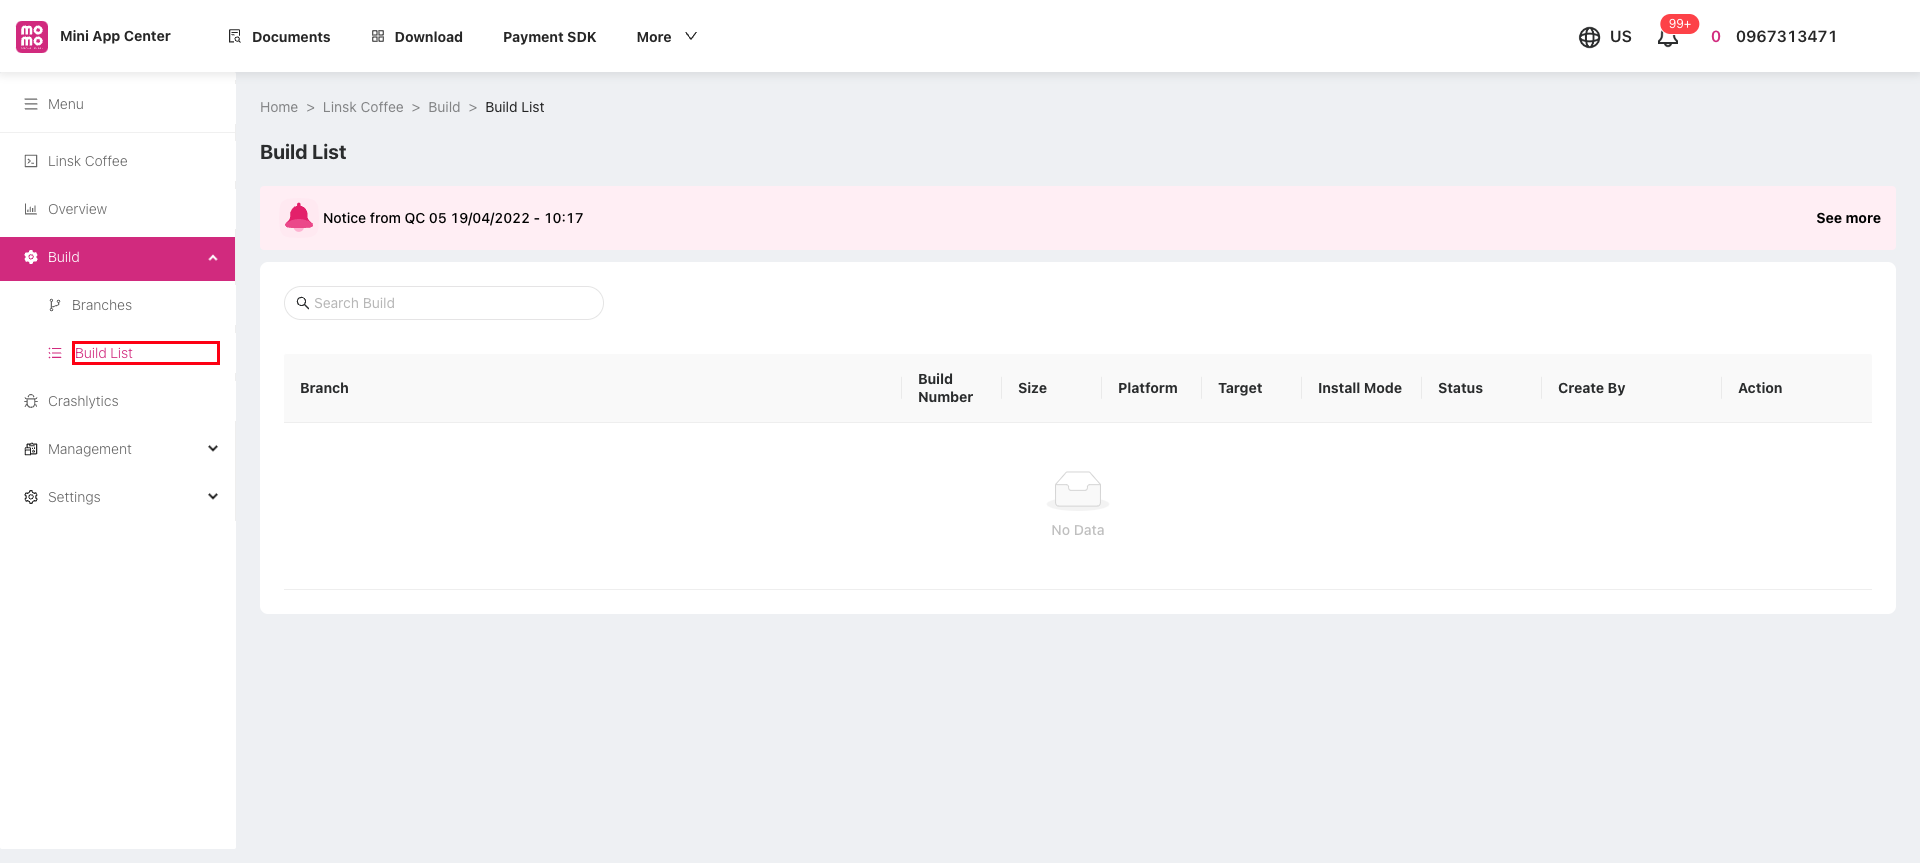 momo
Mini App Center
Documents
Download
Payment SDK
More
US
99+
0
0967313471
Menu
Linsk Coffee
Overview
Build
Branches
Build List
Crashlytics
Management
Settings
Home > Linsk Coffee > Build > Build List
Build List
Notice from QC 05 19/04/2022 - 10:17
See more
Search Build
Branch
Build
Number
Size
Platform
Target
Install Mode
Status
Create By
Action
No Data